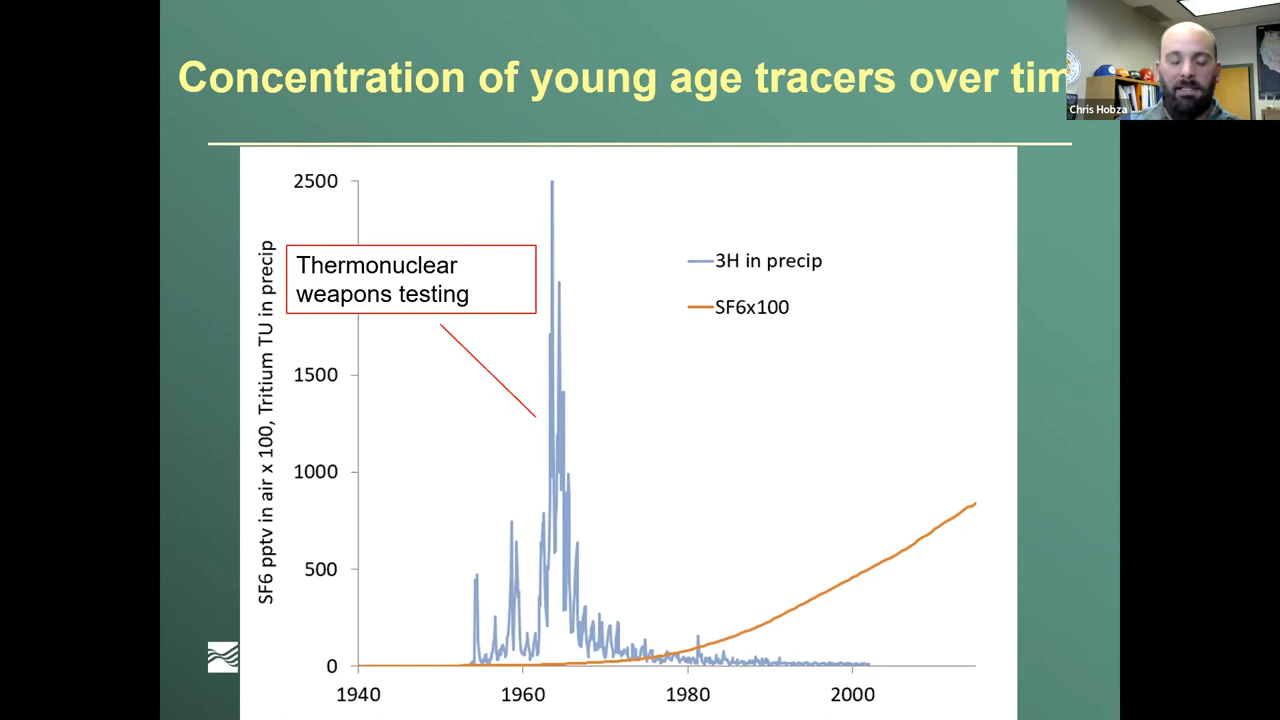 Concentration of young age tracers over tim
Chris Hobza
2500
Thermonuclear
weapons testing
3H in precip
SF6x100
SF6 pptv in air x 100, Tritium TU in precip
1500
1000
500
0
1940
1960
1980
2000